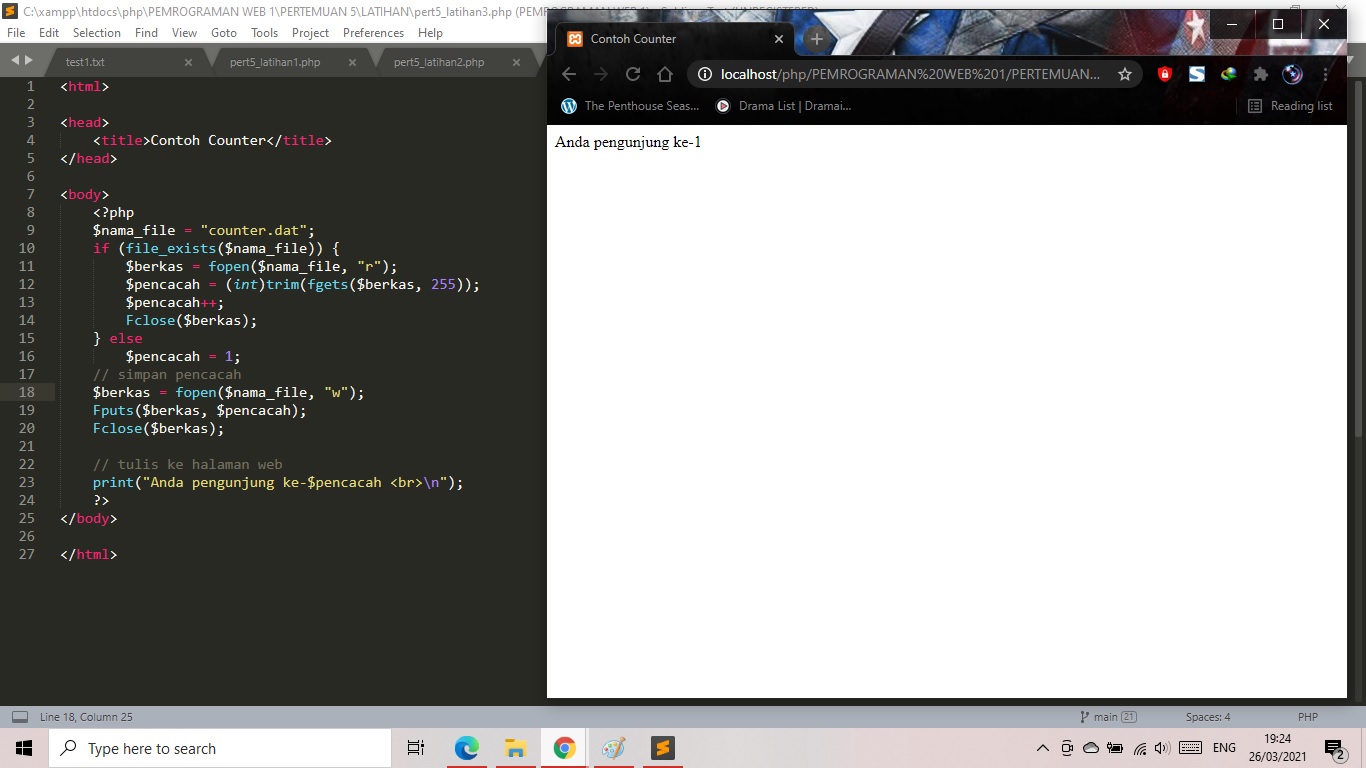 C:\xampp\htdocs\php\PEMROGRAMAN WEB 1\PERTEMUAN 5\LATIHAN\pert5_latihan3.php (PEMROGRAMAN WEB 1)
File Edit Selection Find View Goto Tools Project Preferences Help
test1.txt pert5_latihan1.php pert5_latihan2.php
1 <html>
2
3 <head>
4 <title>Contoh Counter</title>
5 </head>
6
7 <body>
8 <?php
9 $nama_file = "counter.dat";
10 if (file_exists($nama_file)) {
11 $berkas = fopen($nama_file, "r");
12 $pencacah = (int)trim(fgets($berkas, 255));
13 $pencacah++;
14 Fclose($berkas);
15 } else
16 $pencacah = 1;
17 // simpan pencacah
18 $berkas = fopen($nama_file, "w");
19 Fputs($berkas, $pencacah);
20 Fclose($berkas);
21
22 // tulis ke halaman web
23 print("Anda pengunjung ke-$pencacah <br>\n");
24 ?>
25 </body>
26
27 </html>
Contoh Counter
localhost/php/PEMROGRAMAN%20WEB%201/PERTEMUAN...
The Penthouse Seas... Drama List | Dramai... Reading list
Anda pengunjung ke-1
Line 18, Column 25 main 21 Spaces: 4 PHP
Type here to search
ENG
19:24
26/03/2021
2